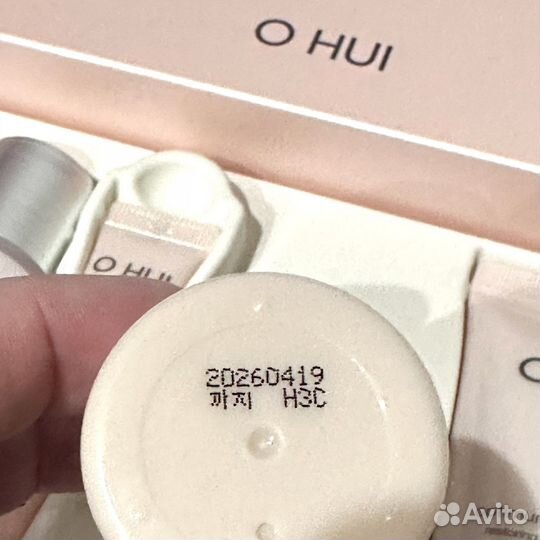 O HUI
O HUI
20260419
까지 H3C
Avito